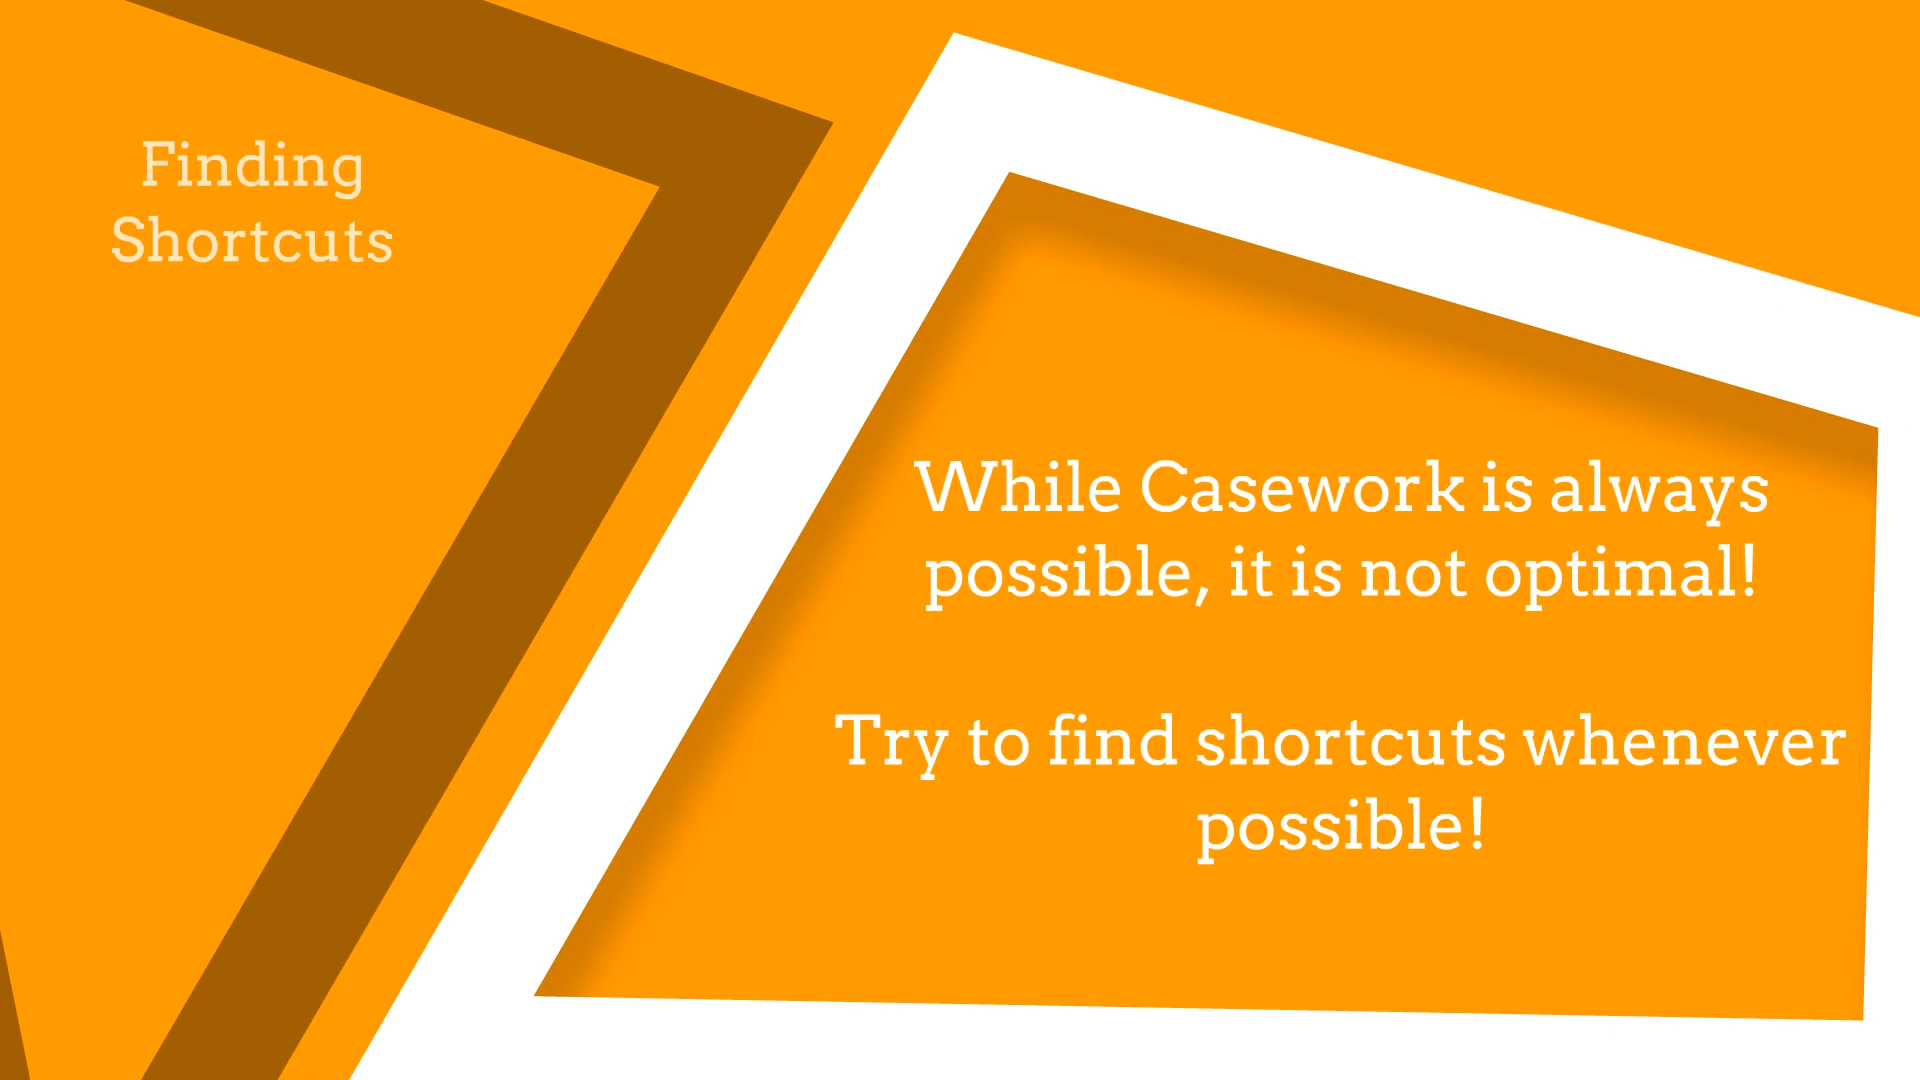 Finding
Shortcuts
While Casework is always
possible, it is not optimal!
Try to find shortcuts whenever
possible!